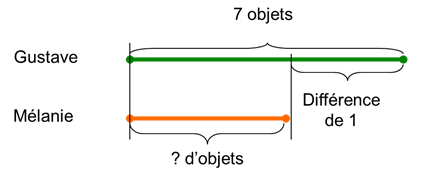 7 objets
Gustave
Différence
de 1
Mélanie
? d'objets